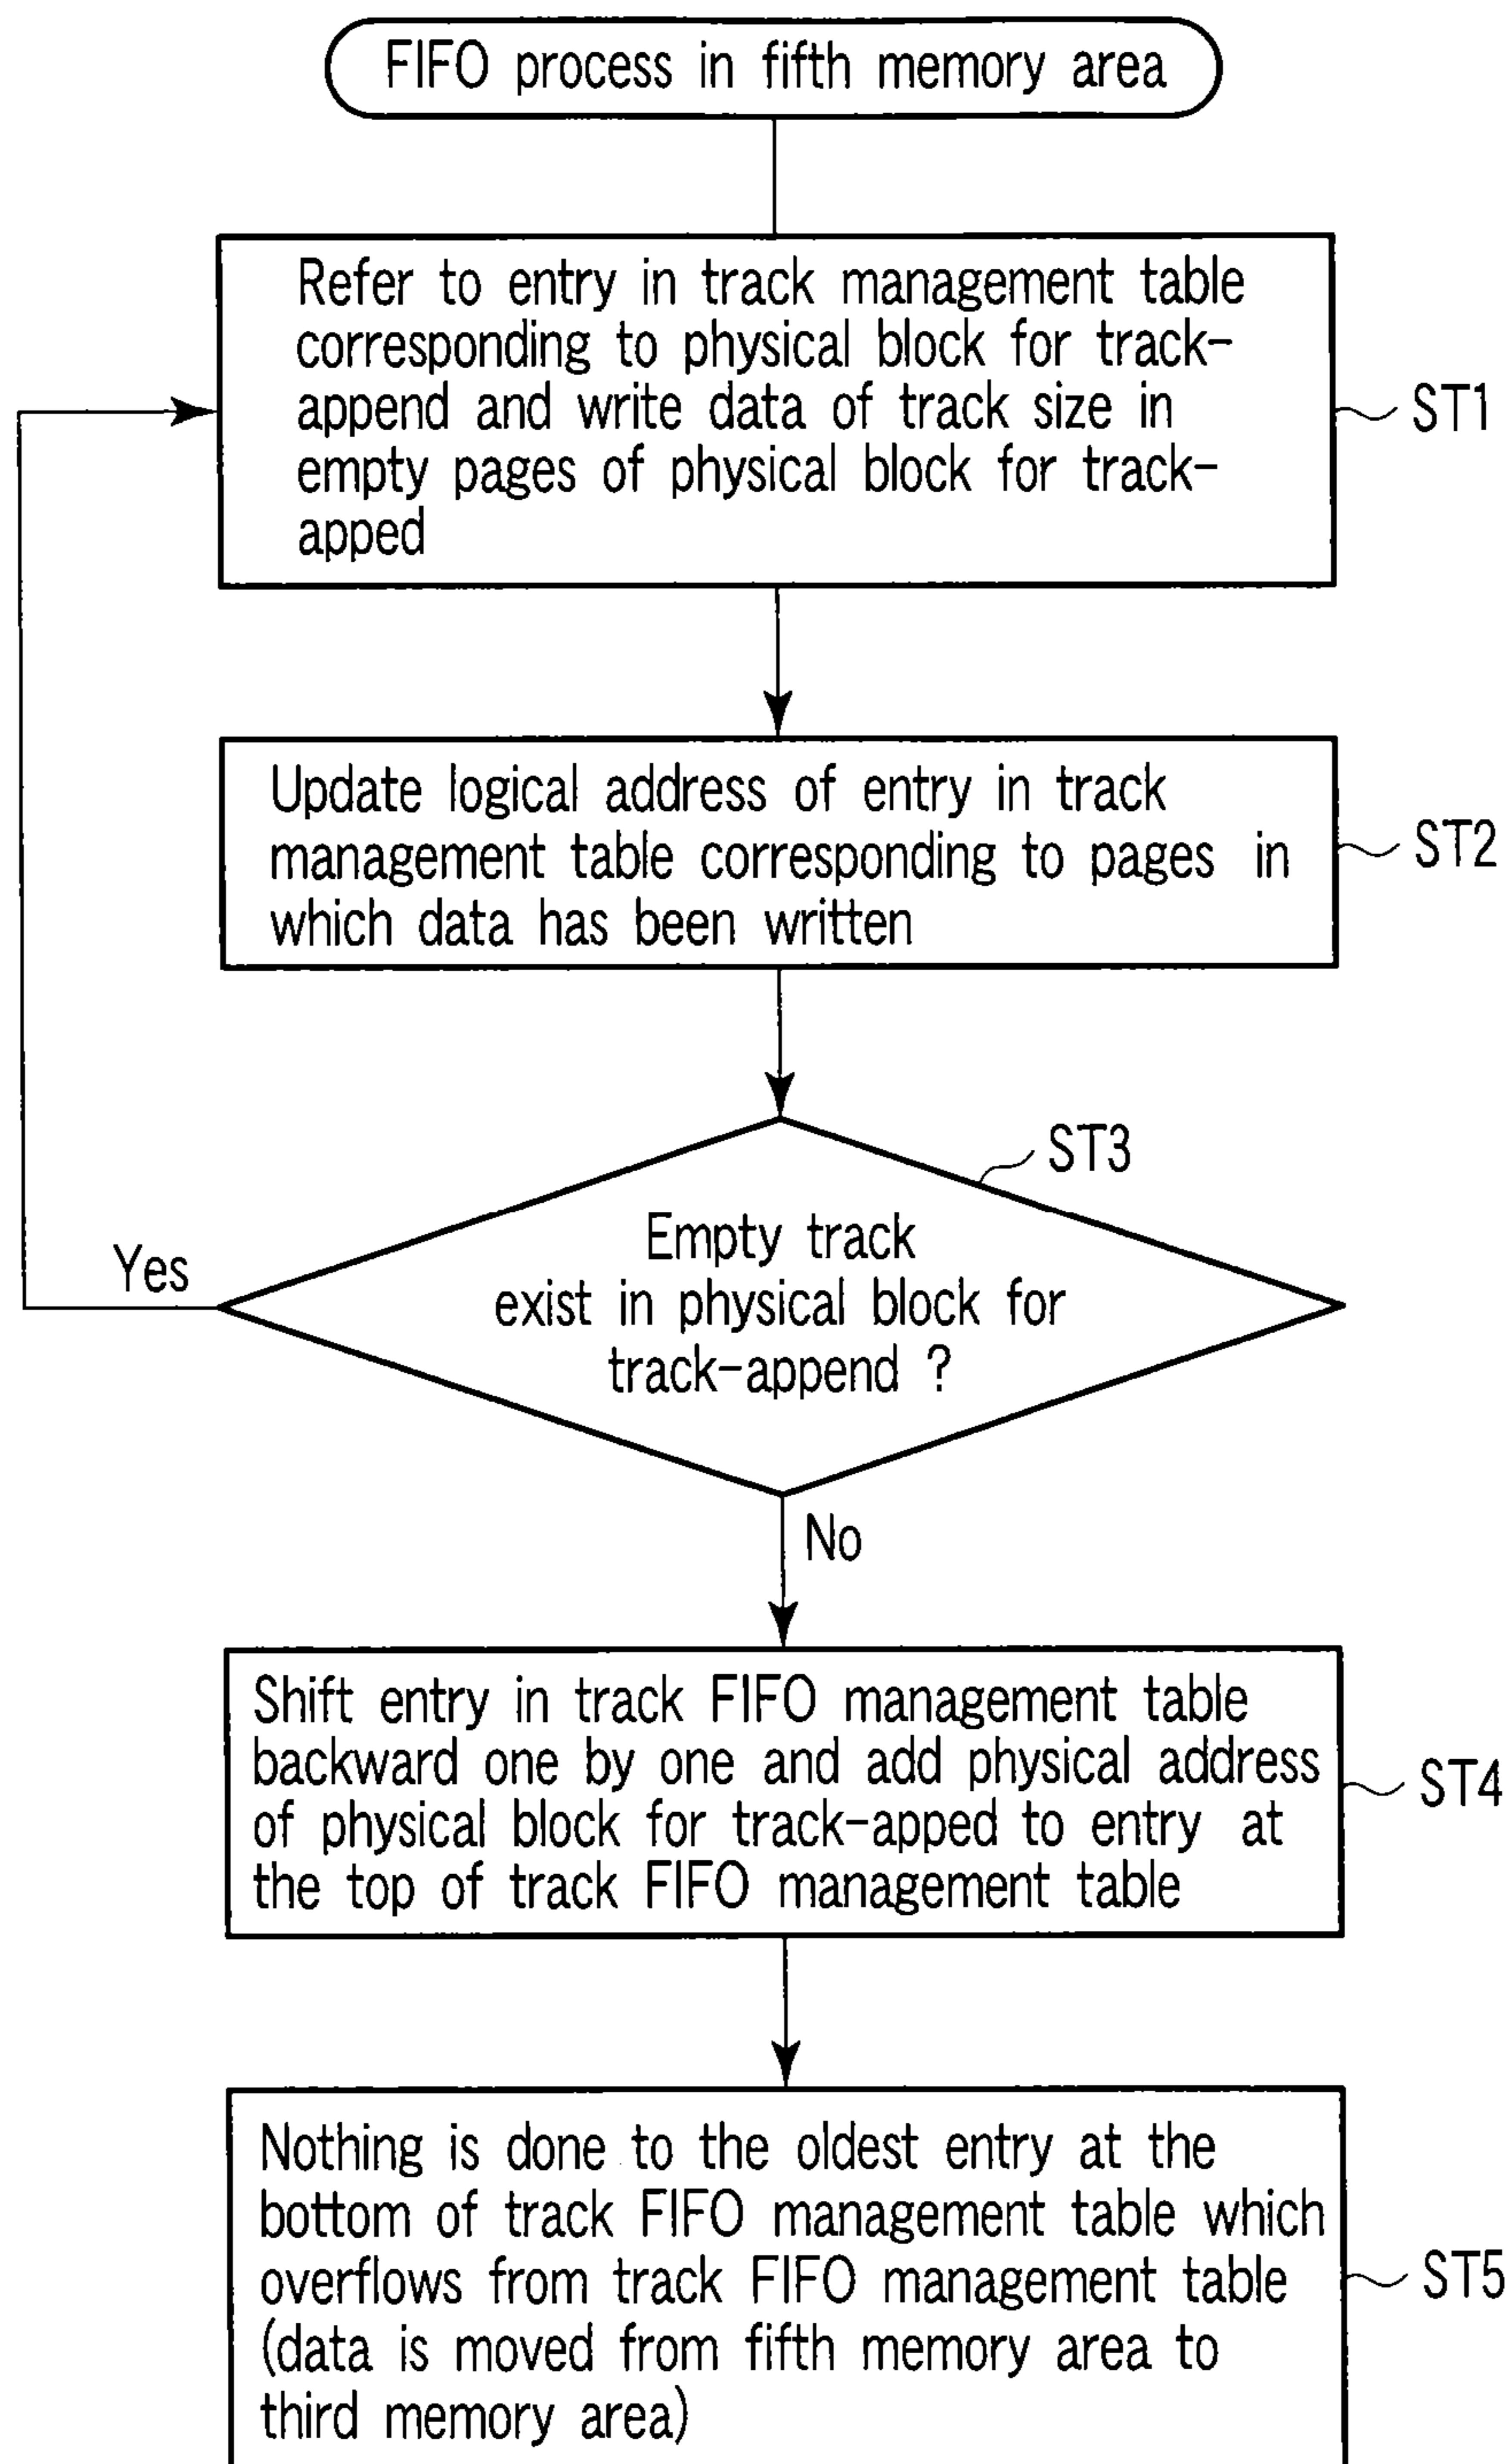 FIFO process in fifth memory area
Refer to entry in track management table
corresponding to physical block for track-
append and write data of track size in
empty pages of physical block for track-
apped
ST1
Update logical address of entry in track
management table corresponding to pages in
which data has been written
ST2
ST3
Empty track
exist in physical block for
track-append ?
Yes
No
Shift entry in track FIFO management table
backward one by one and add physical address
of physical block for track-apped to entry at
the top of track FIFO management table
ST4
Nothing is done to the oldest entry at the
bottom of track FIFO management table which
overflows from track FIFO management table
(data is moved from fifth memory area to
third memory area)
ST5